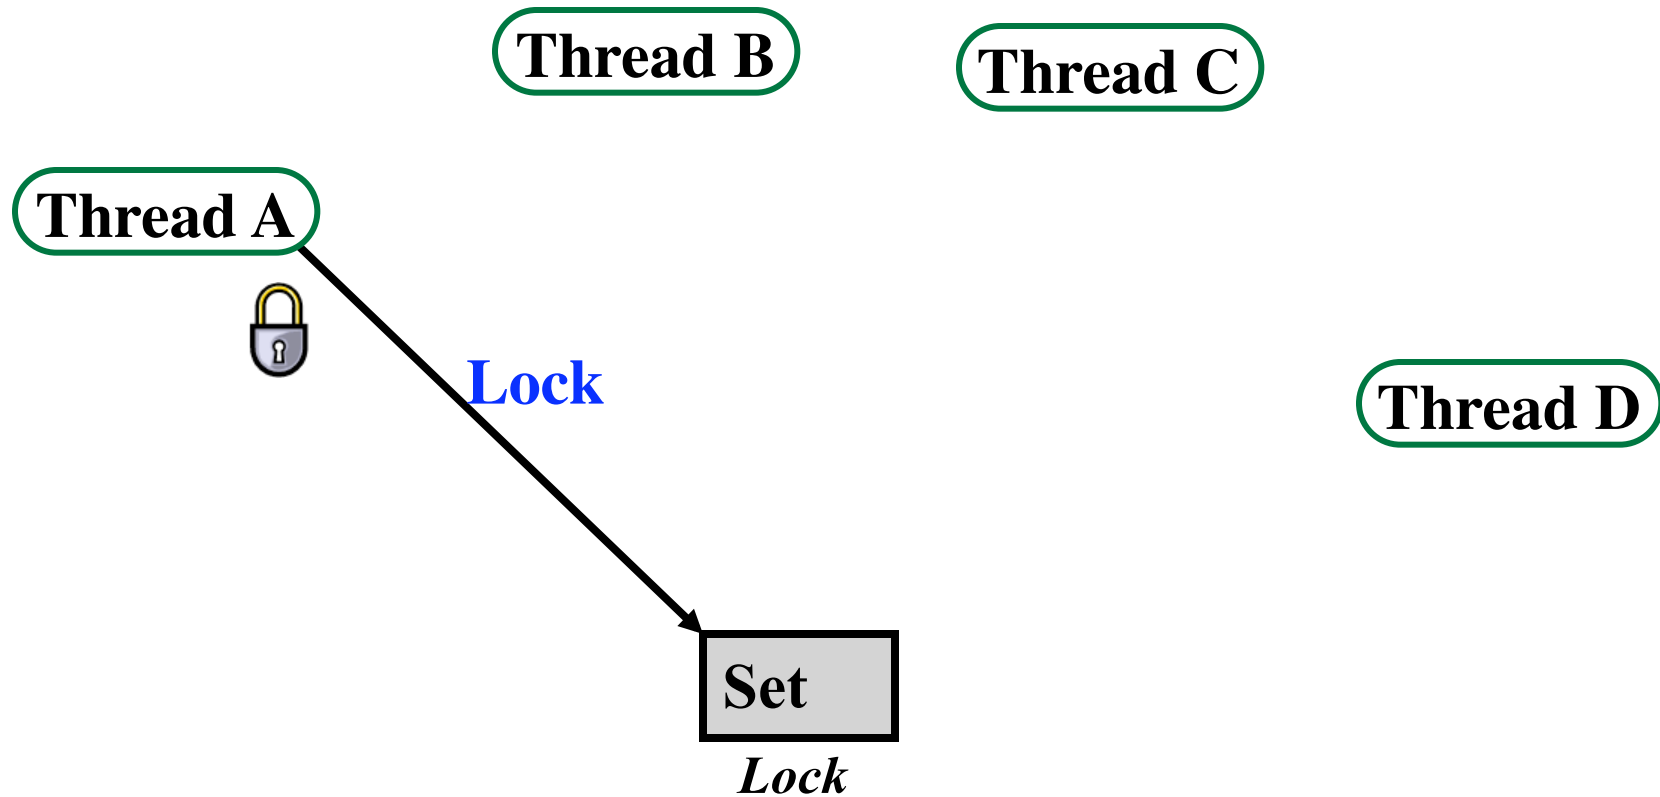 Thread B
Thread C
Thread A
Lock
Thread D
Set
Lock